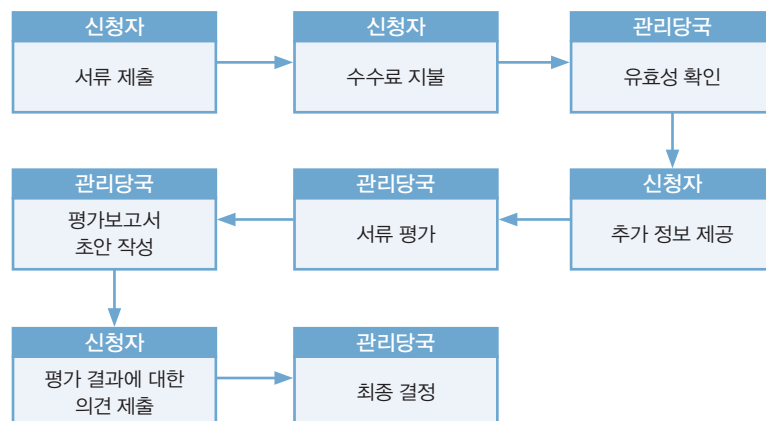 신청자
서류 제출
신청자
수수료 지불
관리당국
유효성 확인
신청자
추가 정보 제공
관리당국
서류 평가
관리당국
평가보고서
초안 작성
신청자
평가 결과에 대한
의견 제출
관리당국
최종 결정